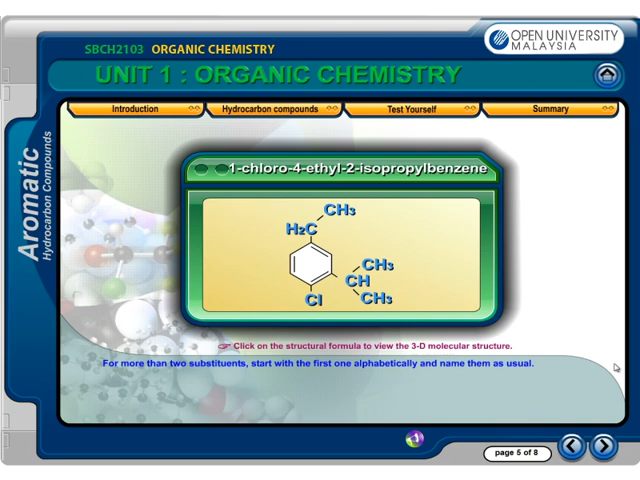 OPEN UNIVERSITY
MALAYSIA
SBCH2103 ORGANIC CHEMISTRY
UNIT 1 : ORGANIC CHEMISTRY
Introduction
Hydrocarbon compounds
Test Yourself
Summary
Aromatic
Hydrocarbon Compounds
1-chloro-4-ethyl-2-isopropylbenzene
CH₃
H₂C
CH₃
CH
Cl
CH₃
Click on the structural formula to view the 3-D molecular structure.
For more than two substituents, start with the first one alphabetically and name them as usual.
page 5 of 8